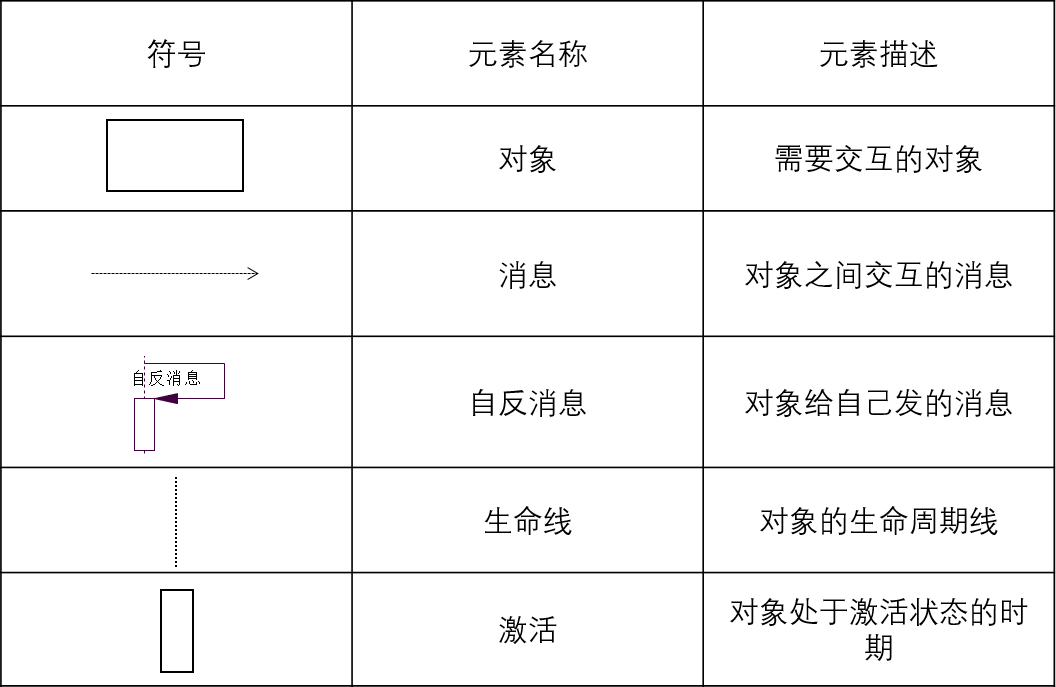 符号 元素名称 元素描述
对象 需要交互的对象
消息 对象之间交互的消息
自反消息 自反消息 对象给自己发的消息
生命线 对象的生命周期线
激活 对象处于激活状态的时
期